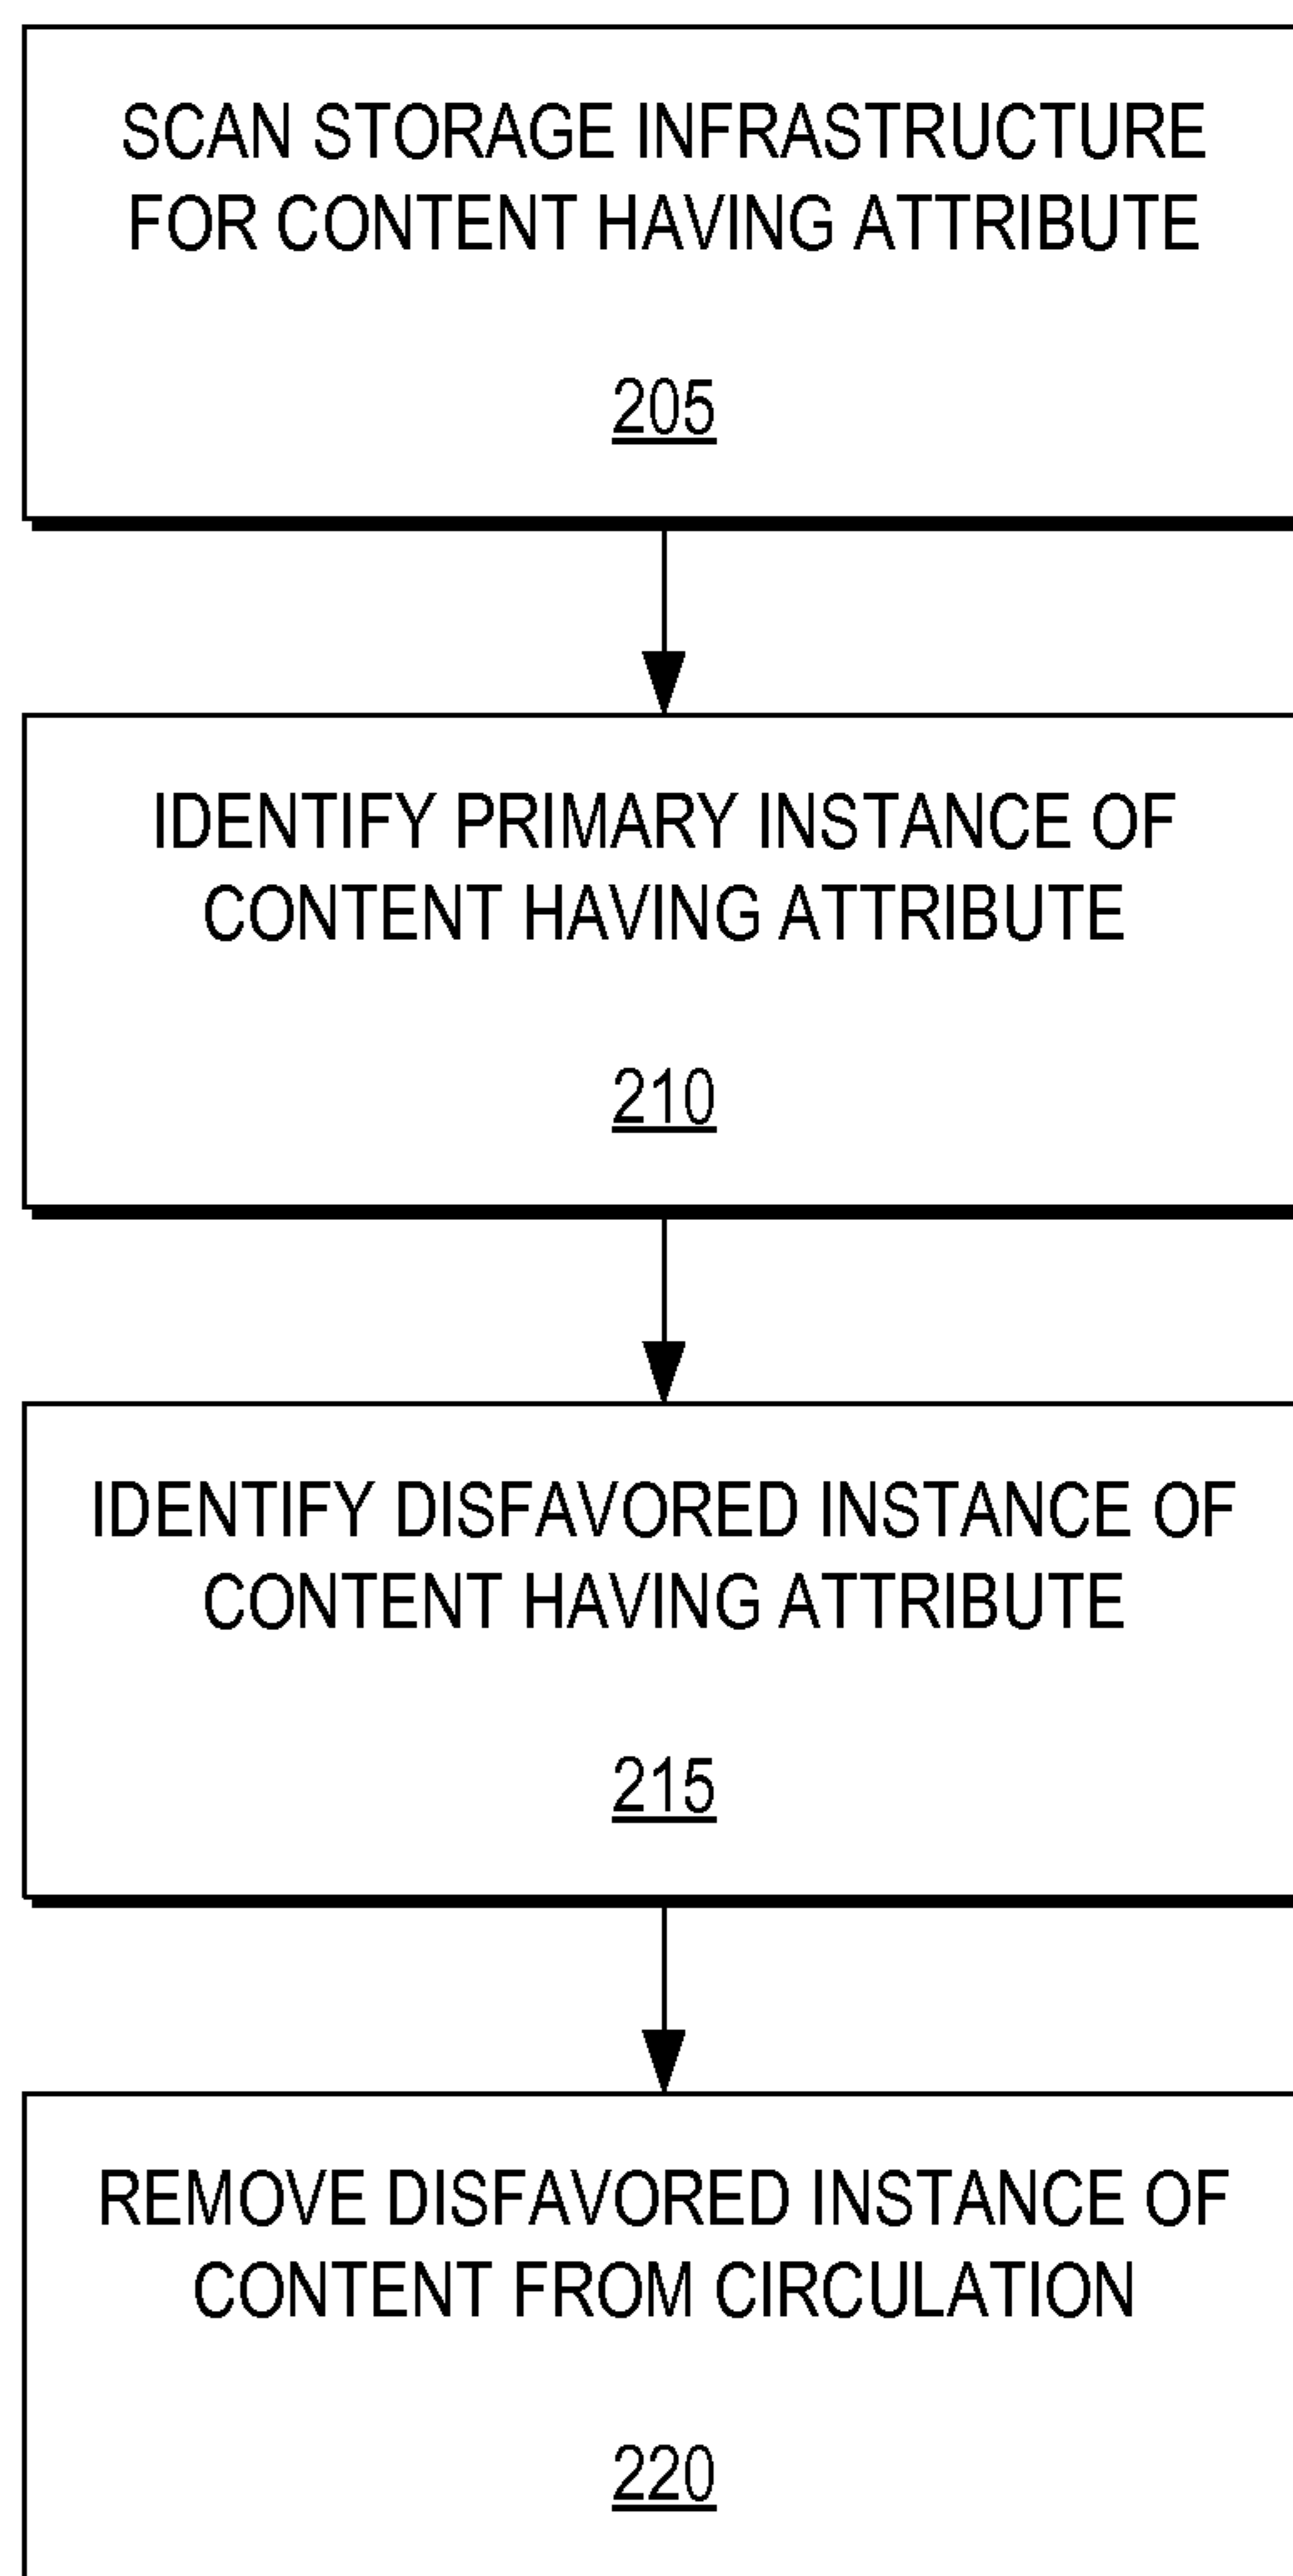 SCAN STORAGE INFRASTRUCTURE
FOR CONTENT HAVING ATTRIBUTE
205
IDENTIFY PRIMARY INSTANCE OF
CONTENT HAVING ATTRIBUTE
210
IDENTIFY DISFAVORED INSTANCE OF
CONTENT HAVING ATTRIBUTE
215
REMOVE DISFAVORED INSTANCE OF
CONTENT FROM CIRCULATION
220